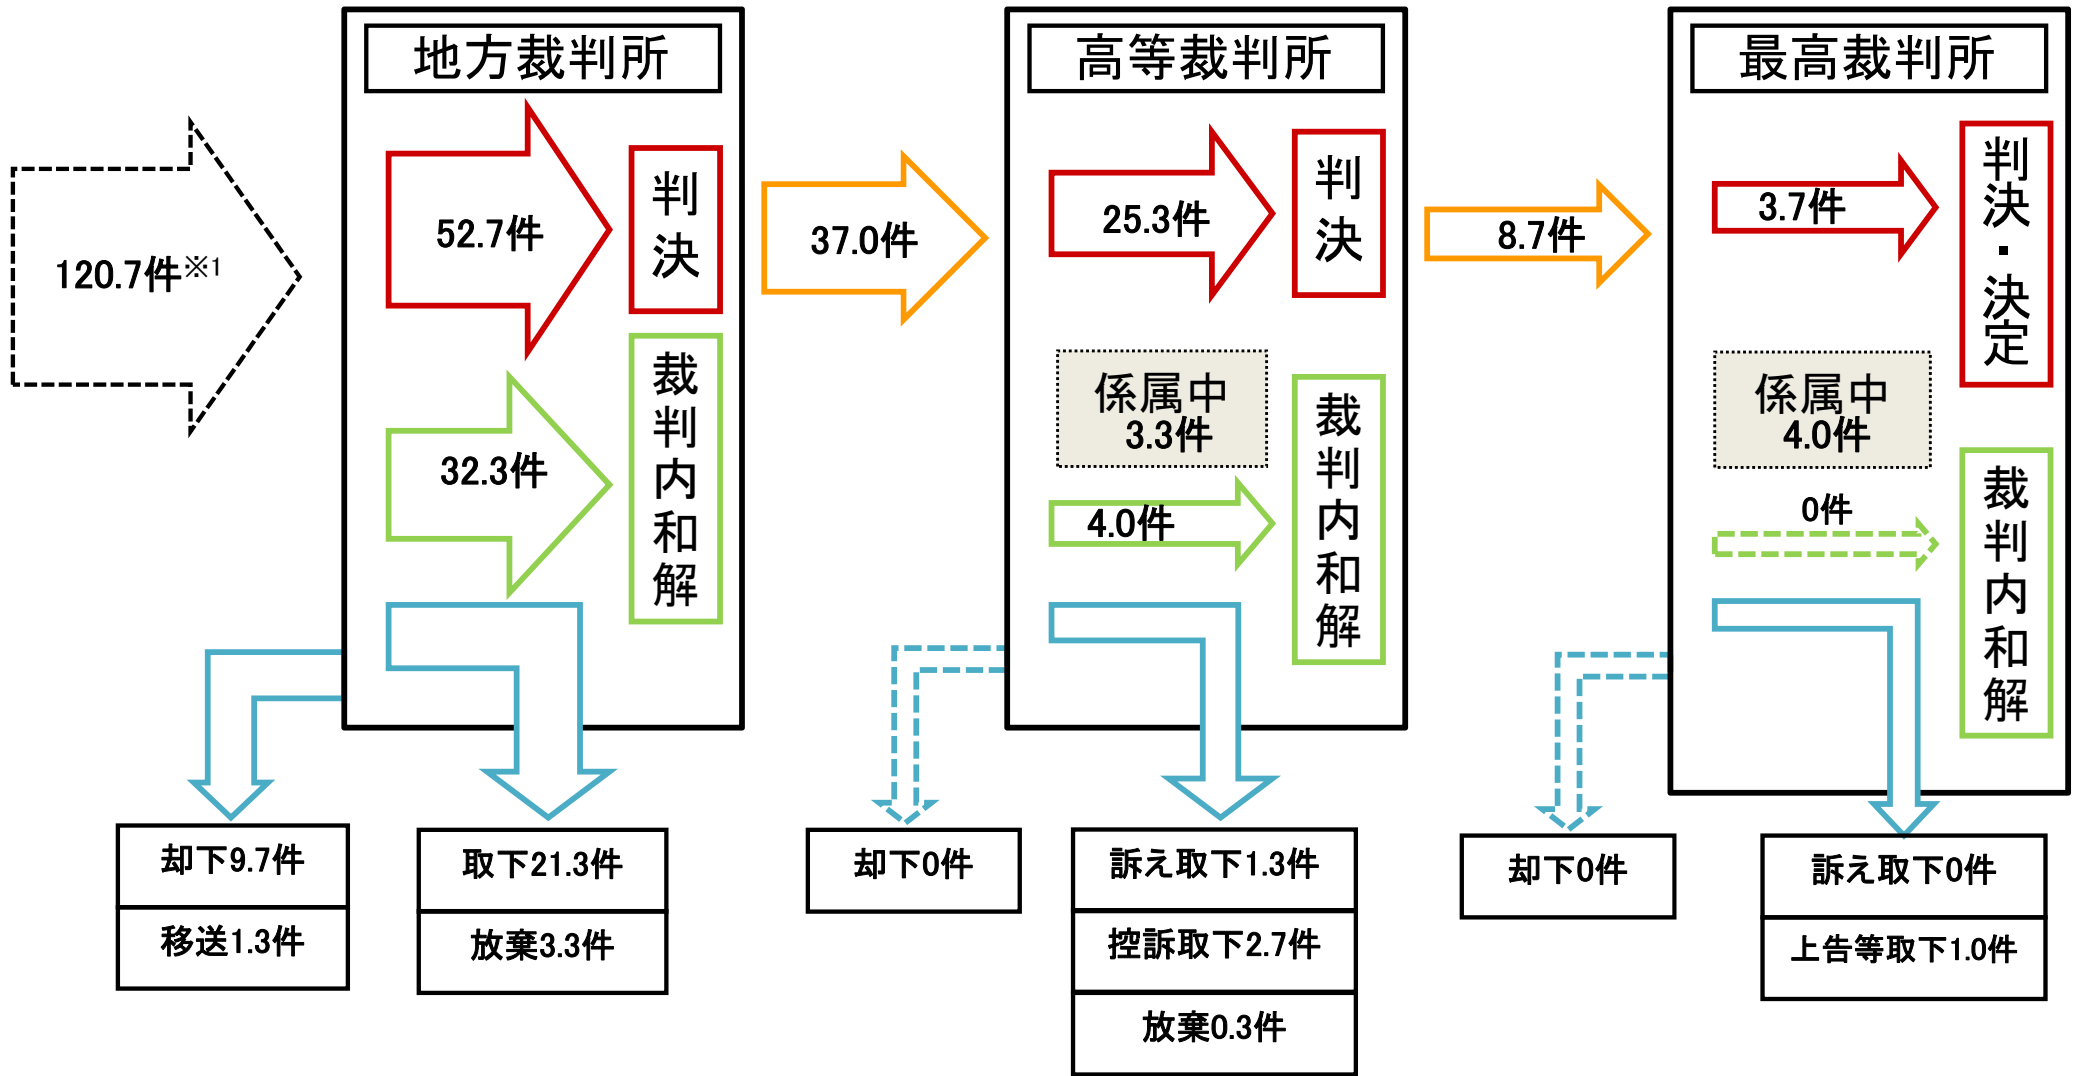 120.7件※1
地方裁判所
52.7件
判決
32.3件
裁判内和解
却下9.7件
移送1.3件
取下21.3件
放棄3.3件
37.0件
高等裁判所
25.3件
判決
係属中
3.3件
4.0件
裁判内和解
却下0件
訴え取下1.3件
控訴取下2.7件
放棄0.3件
8.7件
最高裁判所
3.7件
判決・決定
係属中
4.0件
0件
裁判内和解
却下0件
訴え取下0件
上告等取下1.0件